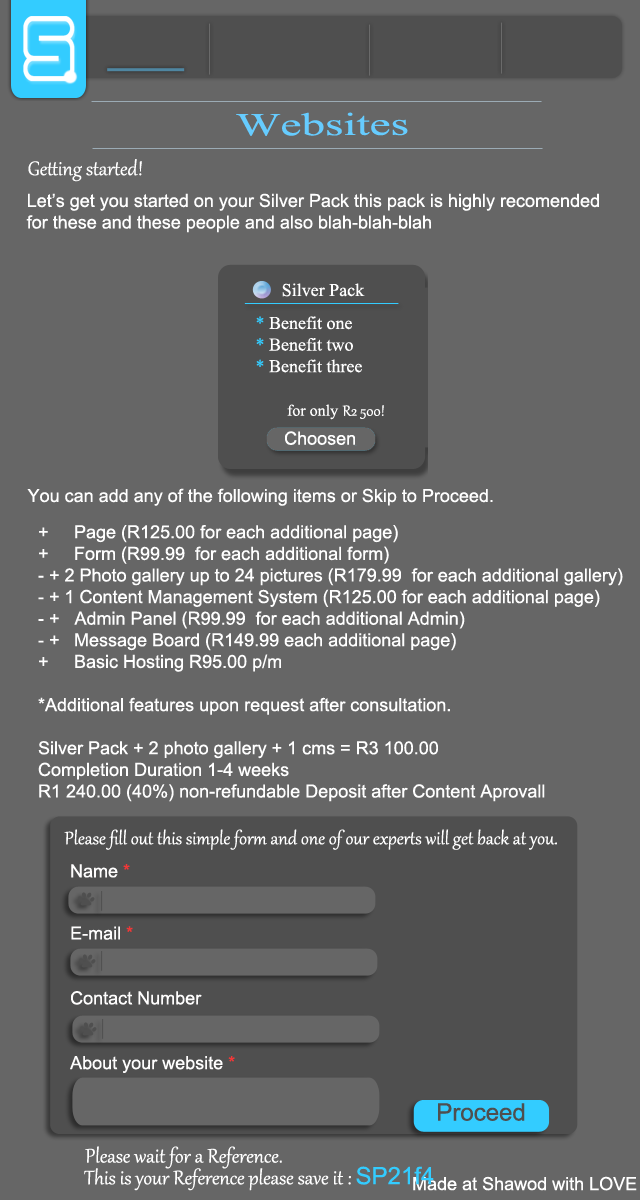 Websites
Getting started!
Let's get you started on your Silver Pack this pack is highly recomended
for these and these people and also blah-blah-blah
Silver Pack
* Benefit one
* Benefit two
* Benefit three
for only R2 500!
Choosen
You can add any of the following items or Skip to Proceed.
+ Page (R125.00 for each additional page)
+ Form (R99.99 for each additional form)
- + 2 Photo gallery up to 24 pictures (R179.99 for each additional gallery)
- + 1 Content Management System (R125.00 for each additional page)
- + Admin Panel (R99.99 for each additional Admin)
- + Message Board (R149.99 each additional page)
+ Basic Hosting R95.00 p/m
*Additional features upon request after consultation.
Silver Pack + 2 photo gallery + 1 cms = R3 100.00
Completion Duration 1-4 weeks
R1 240.00 (40%) non-refundable Deposit after Content Aprovall
Please fill out this simple form and one of our experts will get back at you.
Name *
E-mail *
Contact Number
About your website *
Proceed
Please wait for a Reference.
This is your Reference please save it : SP21f4
Made at Shawod with LOVE